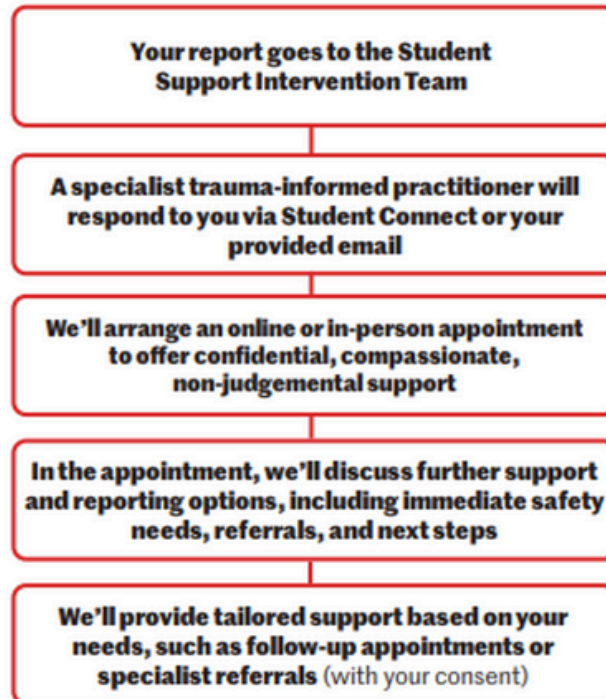 Your report goes to the Student
Support Intervention Team
A specialist trauma-informed practitioner will
respond to you via Student Connect or your
provided email
We'll arrange an online or in-person appointment
to offer confidential, compassionate,
non-judgemental support
In the appointment, we'll discuss further support
and reporting options, including immediate safety
needs, referrals, and next steps
We'll provide tailored support based on your
needs, such as follow-up appointments or
specialist referrals (with your consent)